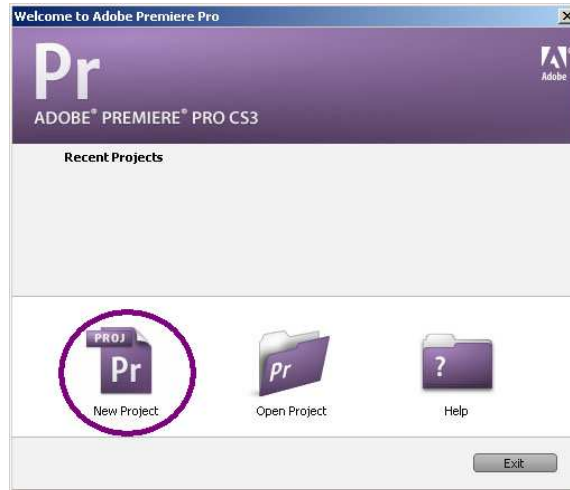 Welcome to Adobe Premiere Pro
Pr
Adobe
ADOBE® PREMIERE® PRO CS3
Recent Projects
PROJ
Pr
Pr
?
New Project
Open Project
Help
Exit